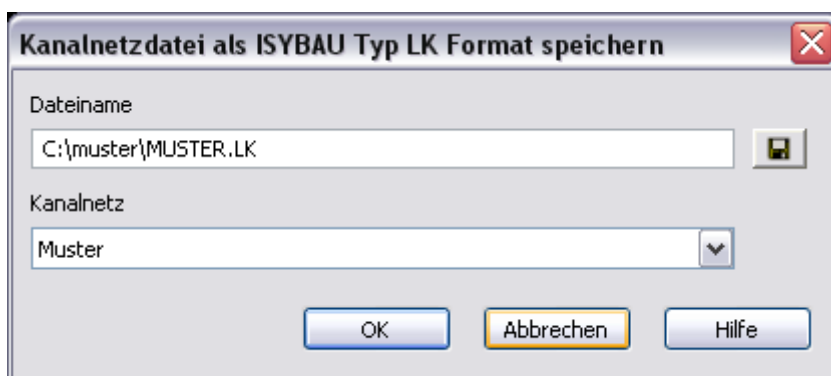 Kanalnetzdatei als ISYBAU Typ LK Format speichern
Dateiname
C:\muster\MUSTER.LK
Kanalnetz
Muster
OK Abbrechen Hilfe